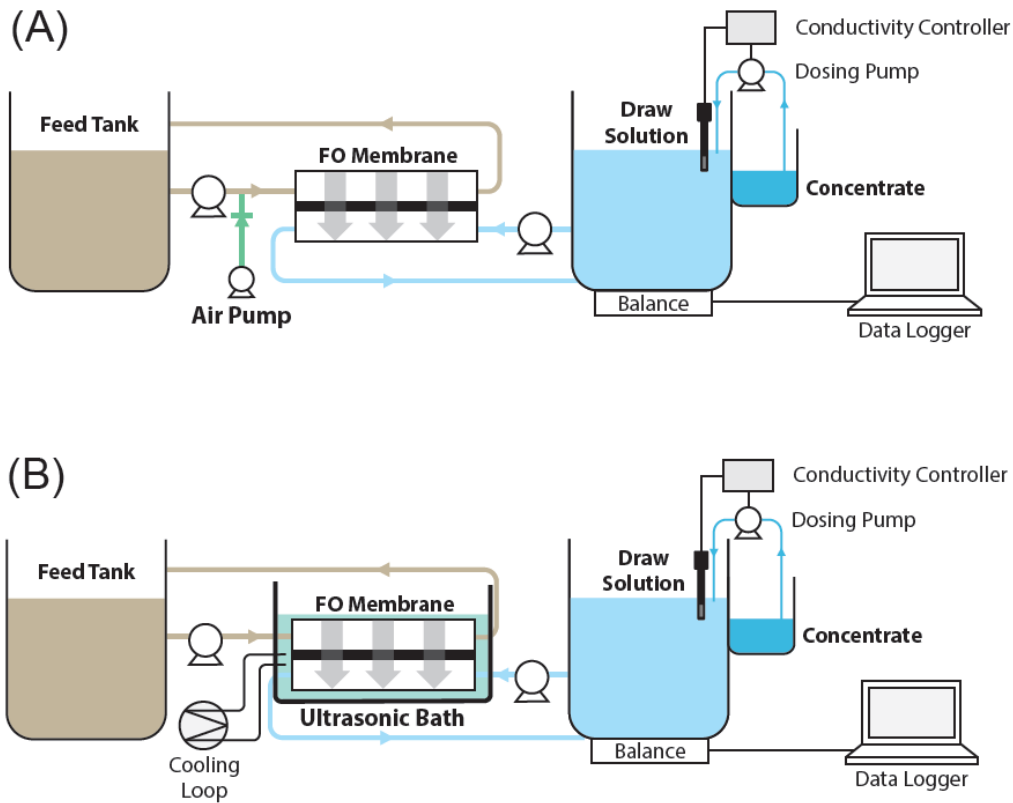 (A)
Conductivity Controller
Dosing Pump
Feed Tank
Draw
Solution
FO Membrane
Concentrate
Air Pump
Balance
Data Logger
(B)
Conductivity Controller
Dosing Pump
Feed Tank
Draw
Solution
FO Membrane
Concentrate
Ultrasonic Bath
Balance
Cooling
Loop
Data Logger